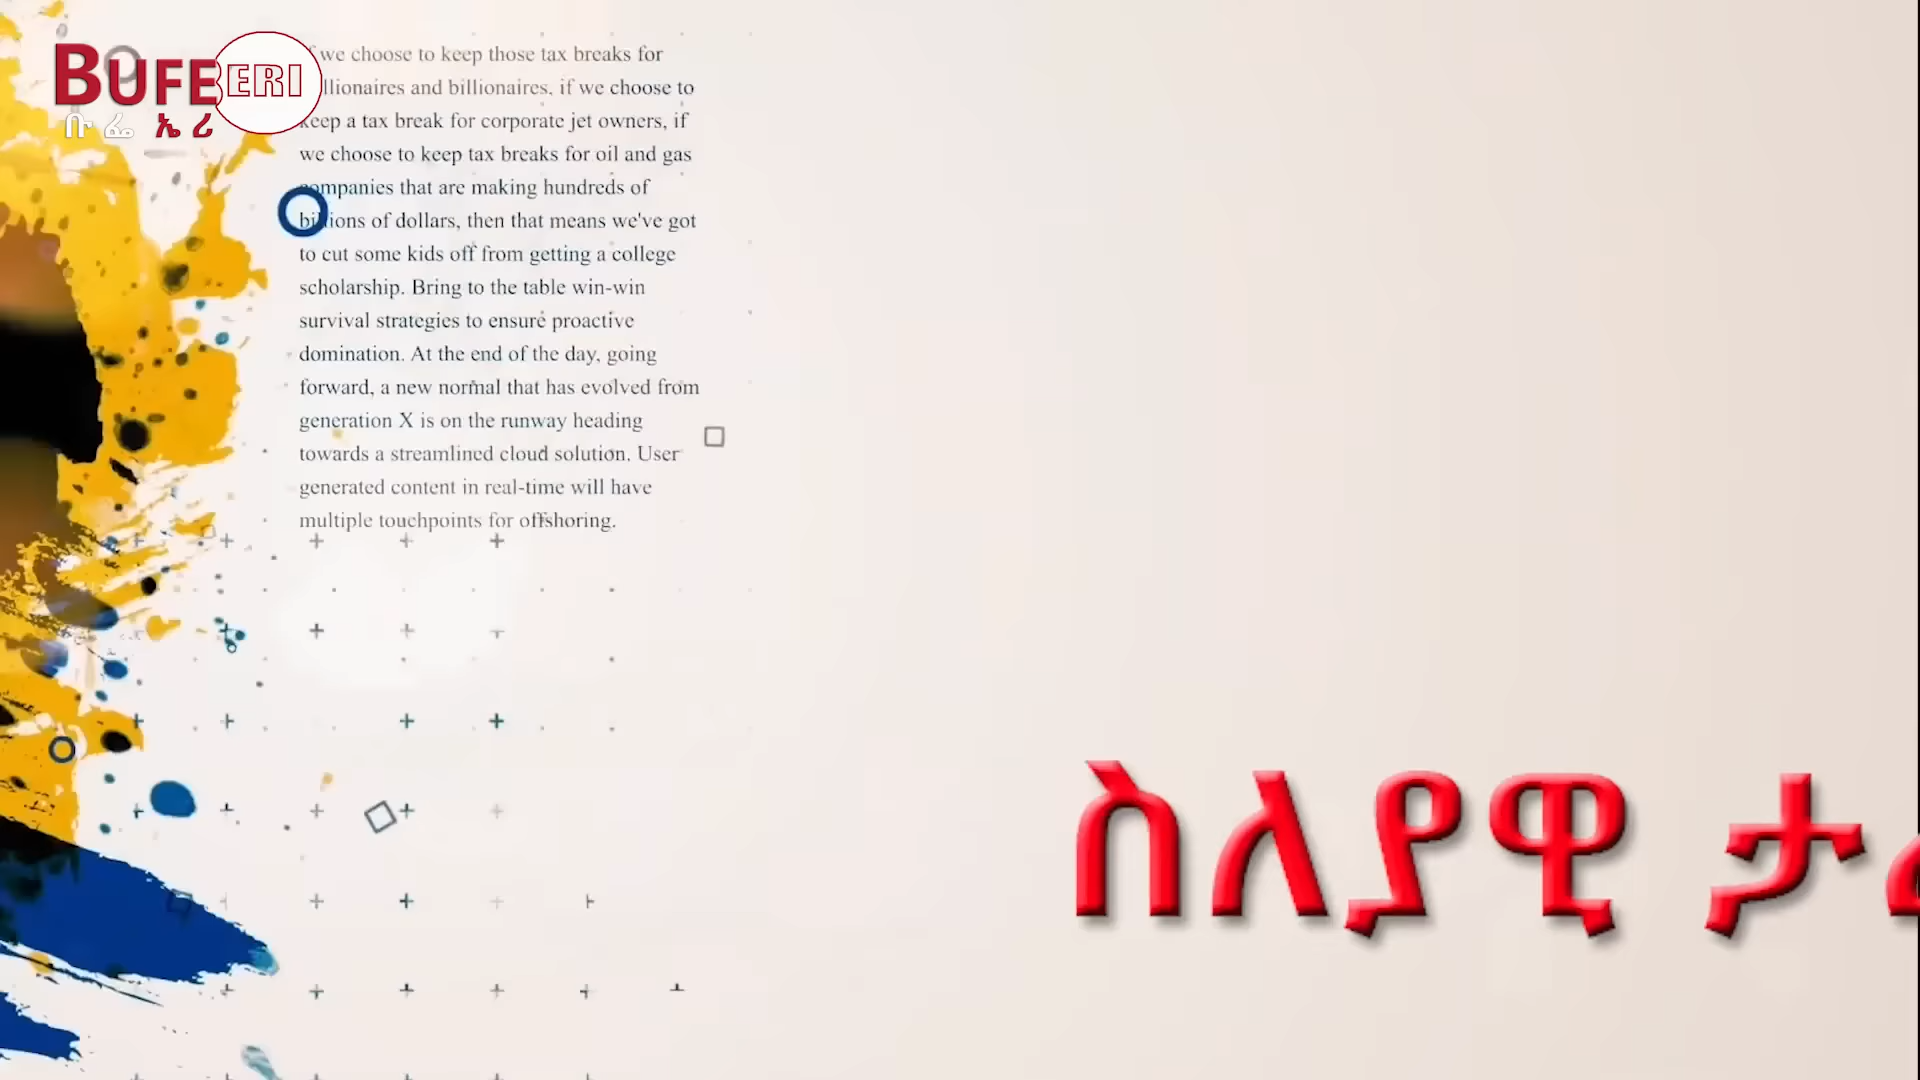 BUFE ERI
ቡፌ ኤሪ
we choose to keep those tax breaks for
and billionaires, if we choose to
keep a tax break for corporate jet owners, if
we choose to keep tax breaks for oil and gas
companies that are making hundreds of
billions of dollars, then that means we've got
to cut some kids off from getting a college
scholarship. Bring to the table win-win
survival strategies to ensure proactive
domination. At the end of the day, going
forward, a new normal that has evolved from
generation X is on the runway heading
towards a streamlined cloud solution. User
generated content in real-time will have
multiple touchpoints for offshoring.
ስለያዊ